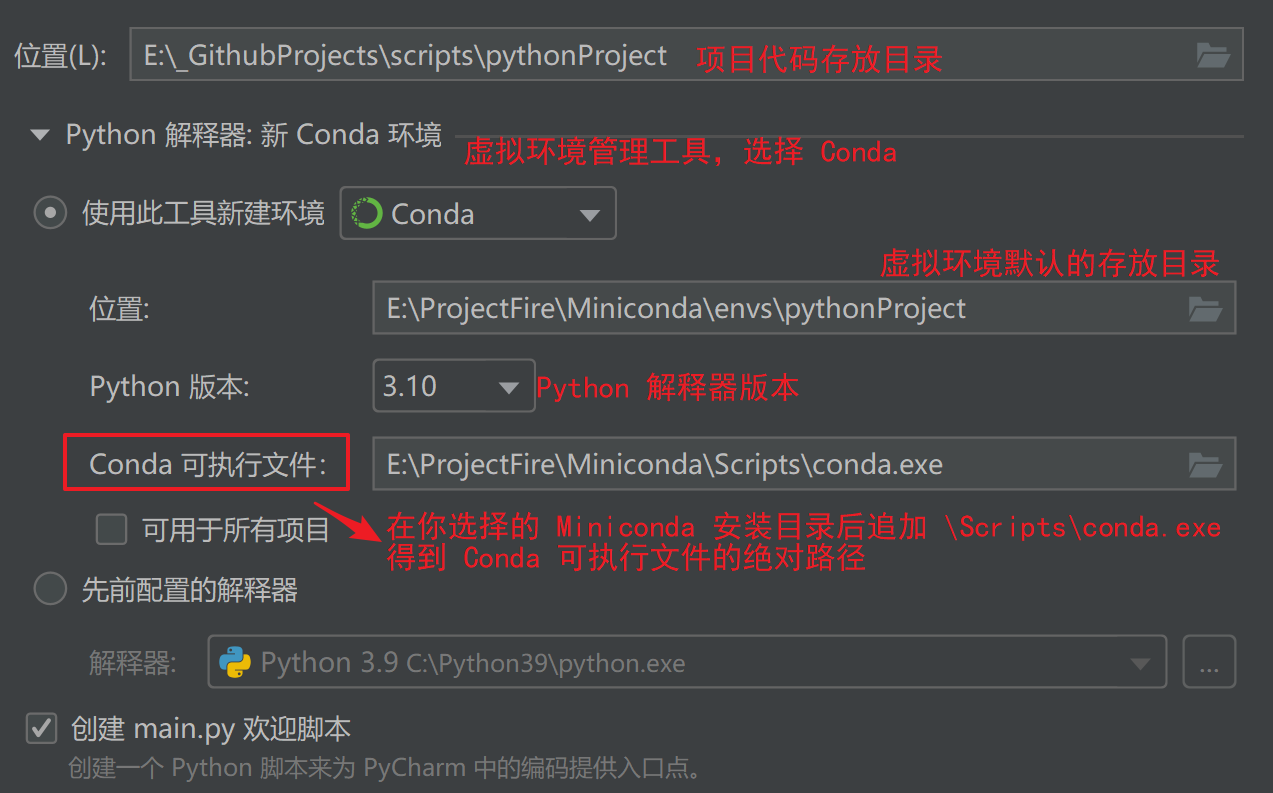 位置(L): E:\_GithubProjects\scripts\pythonProject 项目代码存放目录
Python 解释器: 新 Conda 环境
虚拟环境管理工具，选择 Conda
使用此工具新建环境 Conda
虚拟环境默认的存放目录
位置: E:\ProjectFire\Miniconda\envs\pythonProject
Python 版本: 3.10 Python 解释器版本
Conda 可执行文件: E:\ProjectFire\Miniconda\Scripts\conda.exe
可用于所有项目 在你选择的 Miniconda 安装目录后追加 \Scripts\conda.exe
得到 Conda 可执行文件的绝对路径
先前配置的解释器
解释器: Python 3.9 C:\Python39\python.exe ...
创建 main.py 欢迎脚本
创建一个 Python 脚本来为 PyCharm 中的编码提供入口点。